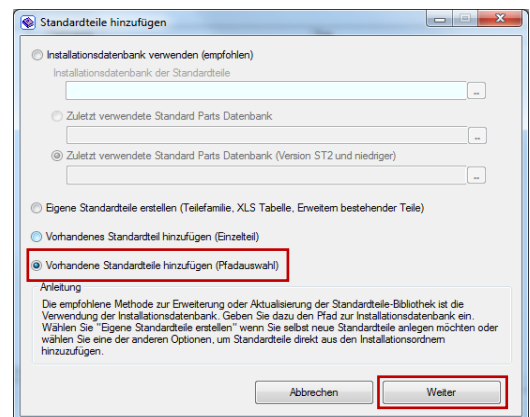 Standardteile hinzufügen
Installationsdatenbank verwenden (empfohlen)
Installationsdatenbank der Standardteile
...
Zuletzt verwendete Standard Parts Datenbank
...
Zuletzt verwendete Standard Parts Datenbank (Version ST2 und niedriger)
...
Eigene Standardteile erstellen (Teilefamilie, XLS Tabelle, Erweitern bestehender Teile)
Vorhandenes Standardteil hinzufügen (Einzelteil)
Vorhandene Standardteile hinzufügen (Pfadauswahl)
Anleitung
Die empfohlene Methode zur Erweiterung oder Aktualisierung der Standardteile-Bibliothek ist die
Verwendung der Installationsdatenbank. Geben Sie dazu den Pfad zur Installationsdatenbank ein.
Wählen Sie "Eigene Standardteile erstellen" wenn Sie selbst neue Standardteile anlegen möchten oder
wählen Sie eine der anderen Optionen, um Standardteile direkt aus den Installationsordnern
hinzuzufügen.
Abbrechen
Weiter